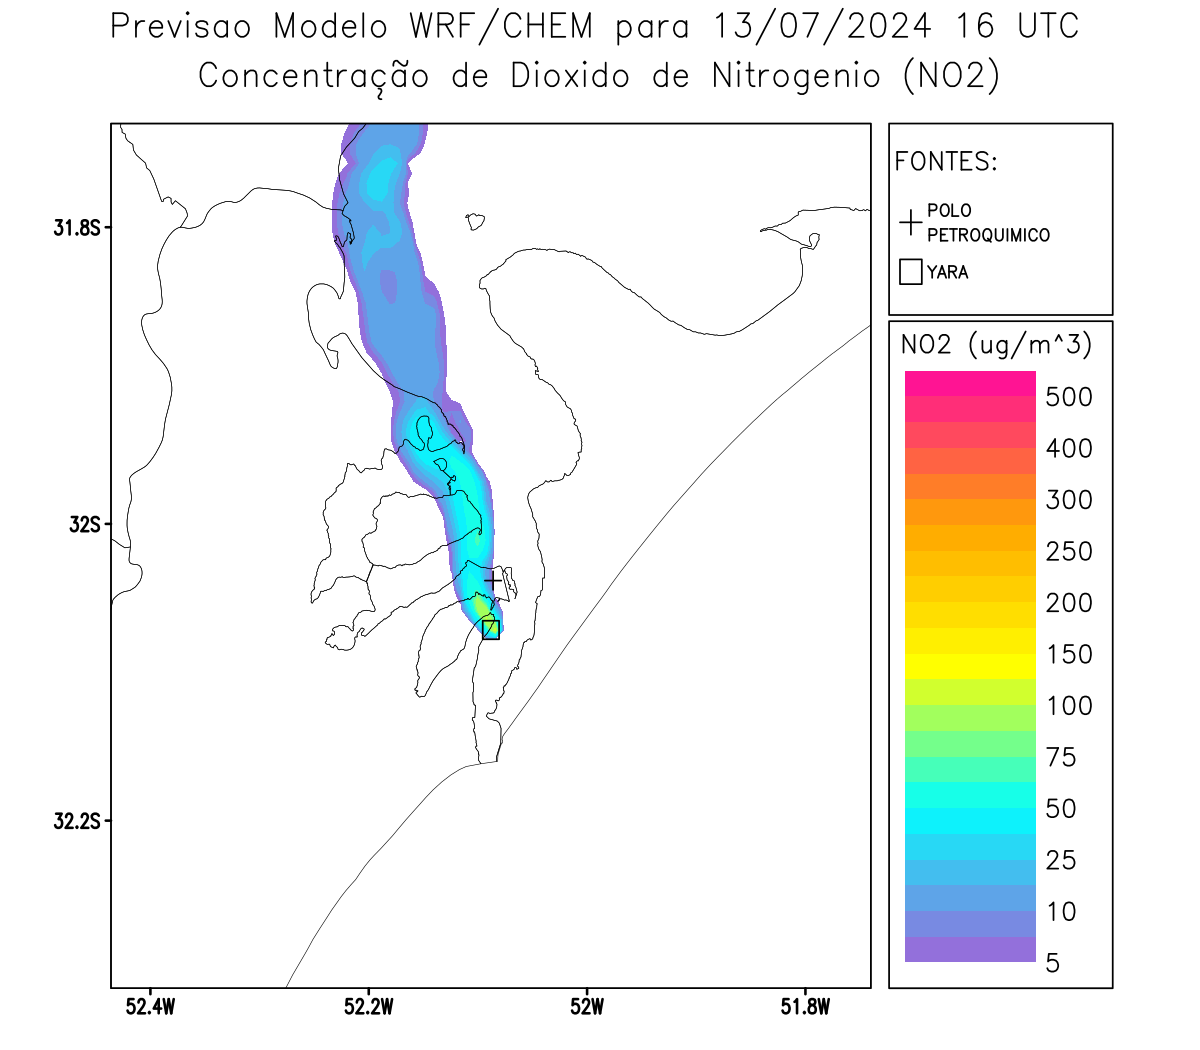 Previsao Modelo WRF/CHEM para 13/07/2024 16 UTC
Concentração de Dioxido de Nitrogenio (NO2)
FONTES:
POLO
PETROQUIMICO
YARA
NO2 (ug/m^3)
500
400
300
250
200
150
100
75
50
25
10
5
31.8S
32S
32.2S
52.4W
52.2W
52W
51.8W